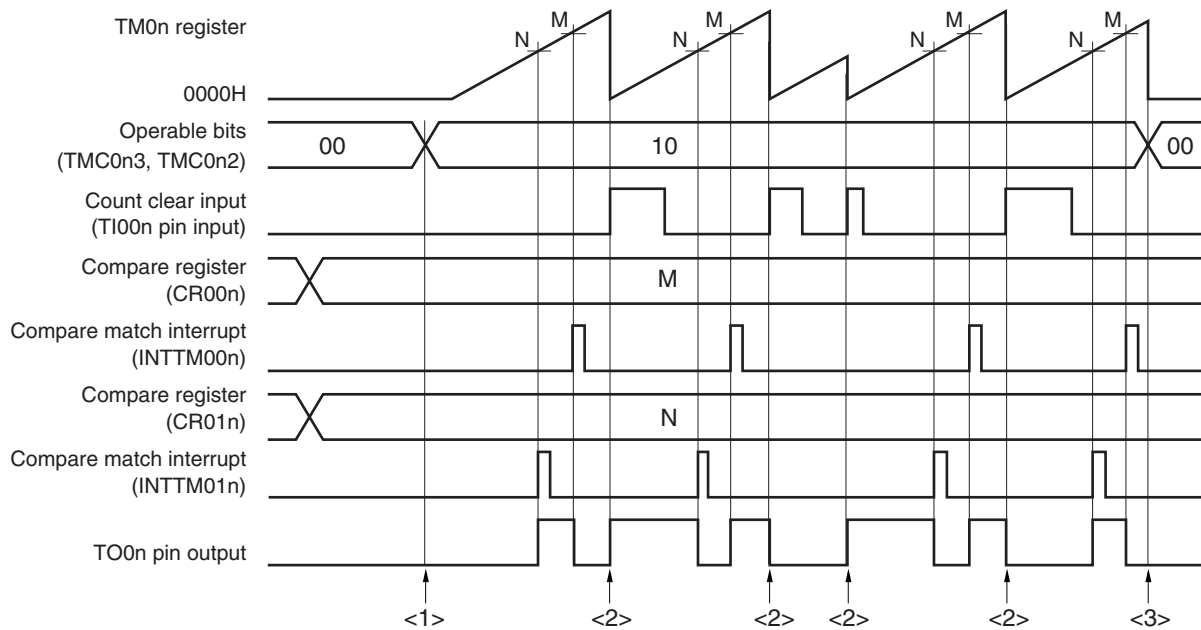 TM0n register
N
M
N
M
N
M
N
M
0000H
Operable bits
(TMC0n3, TMC0n2)
00
10
00
Count clear input
(TI00n pin input)
Compare register
(CR00n)
M
Compare match interrupt
(INTTM00n)
Compare register
(CR01n)
N
Compare match interrupt
(INTTM01n)
TO0n pin output
<1>
<2>
<2>
<2>
<2>
<3>